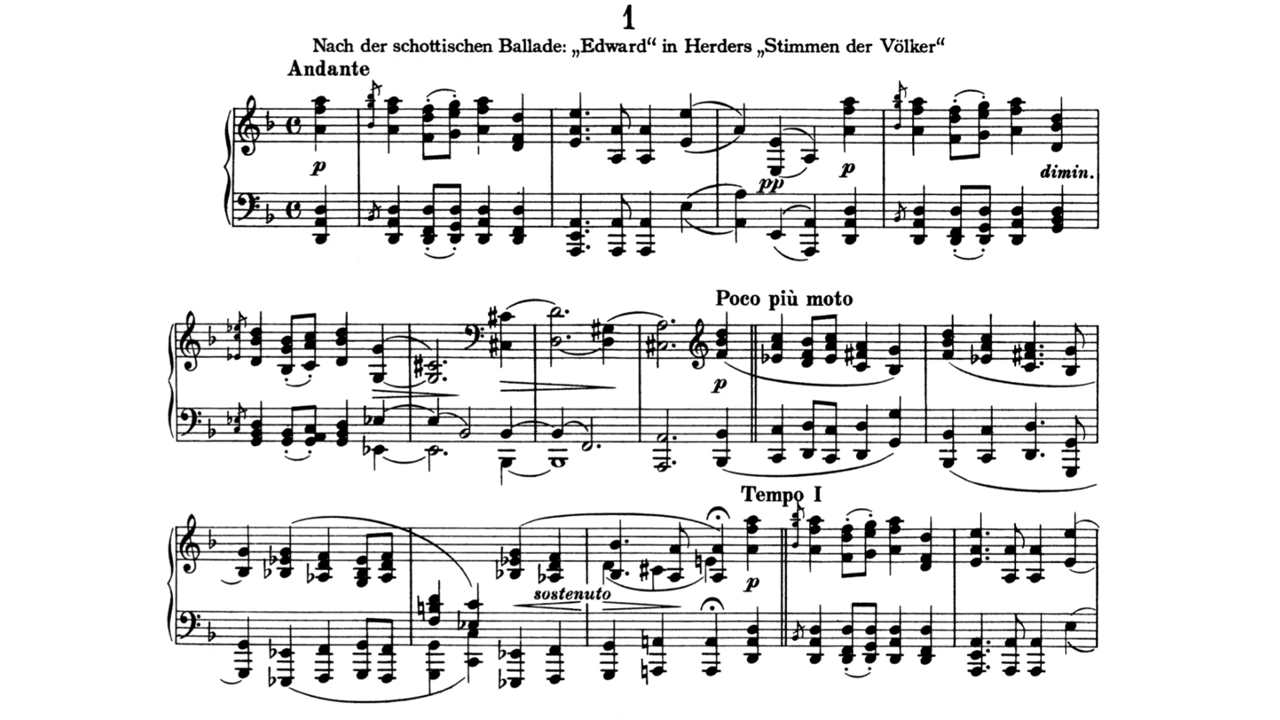 1
Nach der schottischen Ballade: „Edward“ in Herders „Stimmen der Völker“
Andante
p
pp
p
dimin.
Poco più moto
p
Tempo I
sostenuto
p